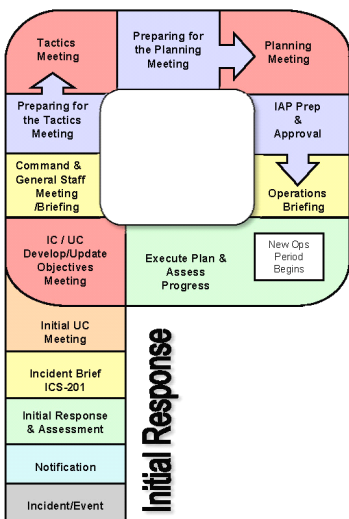 Tactics
Meeting
Preparing for
the Planning
Meeting
Planning
Meeting
Preparing for
the Tactics
Meeting
IAP Prep
&
Approval
Command &
General Staff
Meeting
/Briefing
Operations
Briefing
IC / UC
Develop/Update
Objectives
Meeting
Execute Plan &
Assess
Progress
New Ops
Period
Begins
Initial UC
Meeting
Incident Brief
ICS-201
Initial Response
& Assessment
Notification
Incident/Event
Initial Response